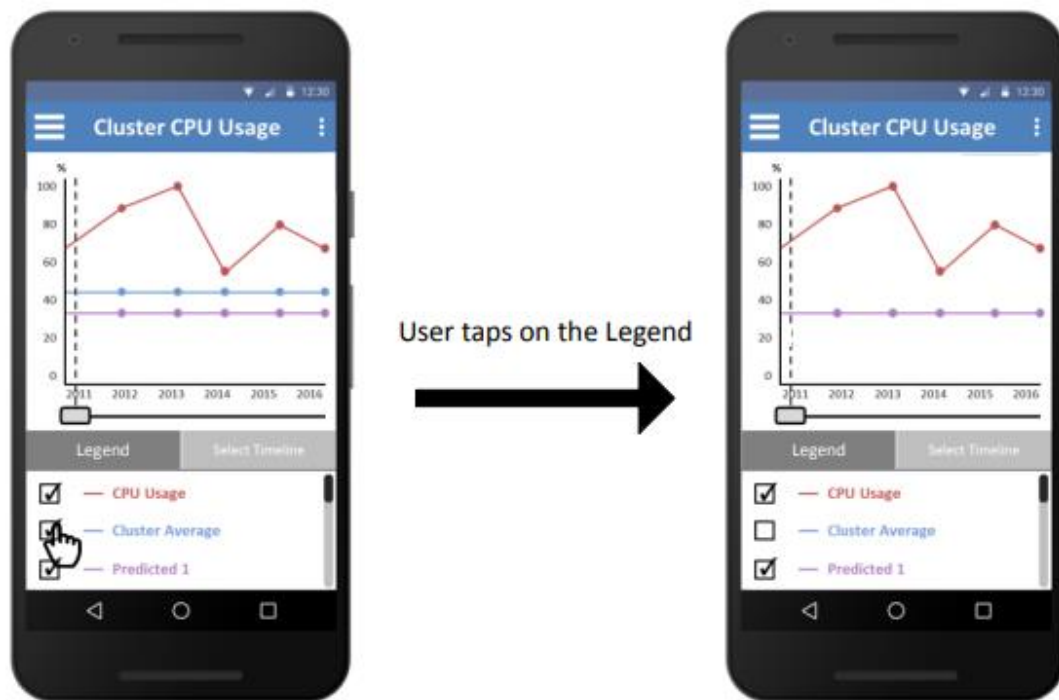 12:30
Cluster CPU Usage
%
100
80
60
40
20
0
2011 2012 2013 2014 2015 2016
Legend Select Timeline
CPU Usage
Cluster Average
Predicted 1
User taps on the Legend
12:30
Cluster CPU Usage
%
100
80
60
40
20
0
2011 2012 2013 2014 2015 2016
Legend Select Timeline
CPU Usage
Cluster Average
Predicted 1